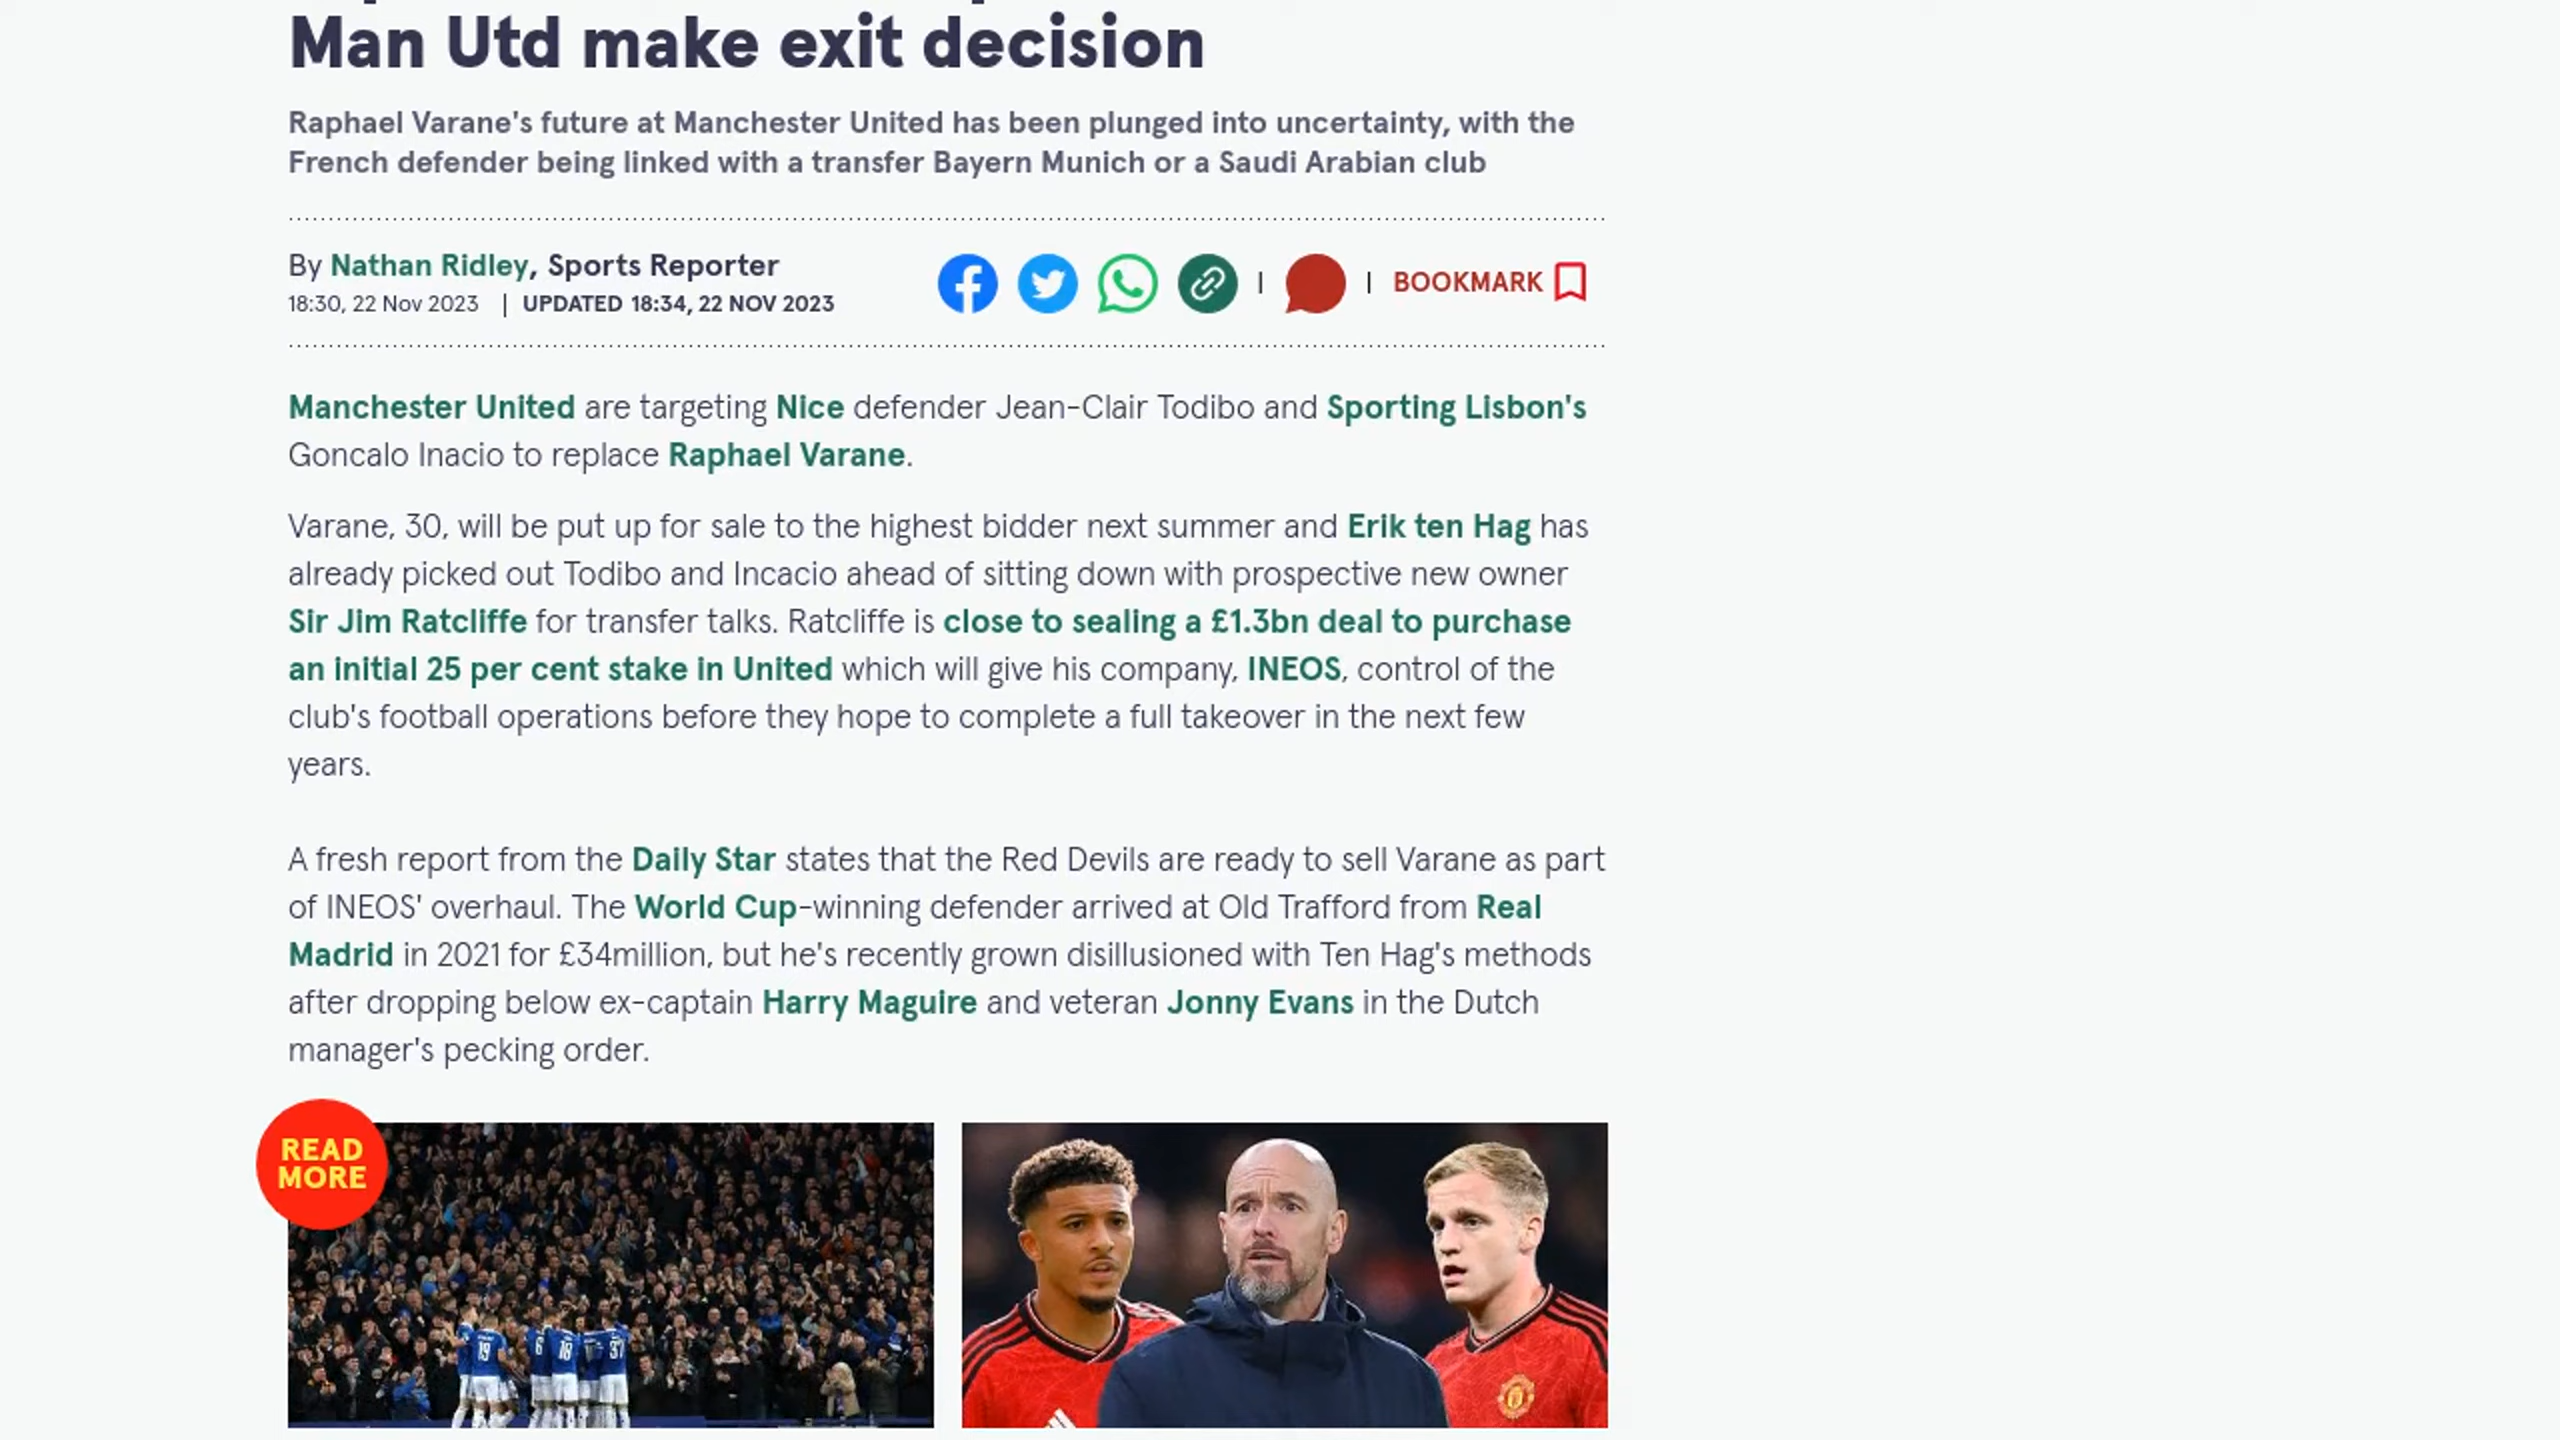 Man Utd make exit decision
Raphael Varane's future at Manchester United has been plunged into uncertainty, with the
French defender being linked with a transfer Bayern Munich or a Saudi Arabian club
By Nathan Ridley, Sports Reporter
18:30, 22 Nov 2023 | UPDATED 18:34, 22 NOV 2023
| | BOOKMARK
Manchester United are targeting Nice defender Jean-Clair Todibo and Sporting Lisbon's
Goncalo Inacio to replace Raphael Varane.
Varane, 30, will be put up for sale to the highest bidder next summer and Erik ten Hag has
already picked out Todibo and Incacio ahead of sitting down with prospective new owner
Sir Jim Ratcliffe for transfer talks. Ratcliffe is close to sealing a £1.3bn deal to purchase
an initial 25 per cent stake in United which will give his company, INEOS, control of the
club's football operations before they hope to complete a full takeover in the next few
years.
A fresh report from the Daily Star states that the Red Devils are ready to sell Varane as part
of INEOS' overhaul. The World Cup-winning defender arrived at Old Trafford from Real
Madrid in 2021 for £34million, but he's recently grown disillusioned with Ten Hag's methods
after dropping below ex-captain Harry Maguire and veteran Jonny Evans in the Dutch
manager's pecking order.
READ
MORE
19 6 18 37